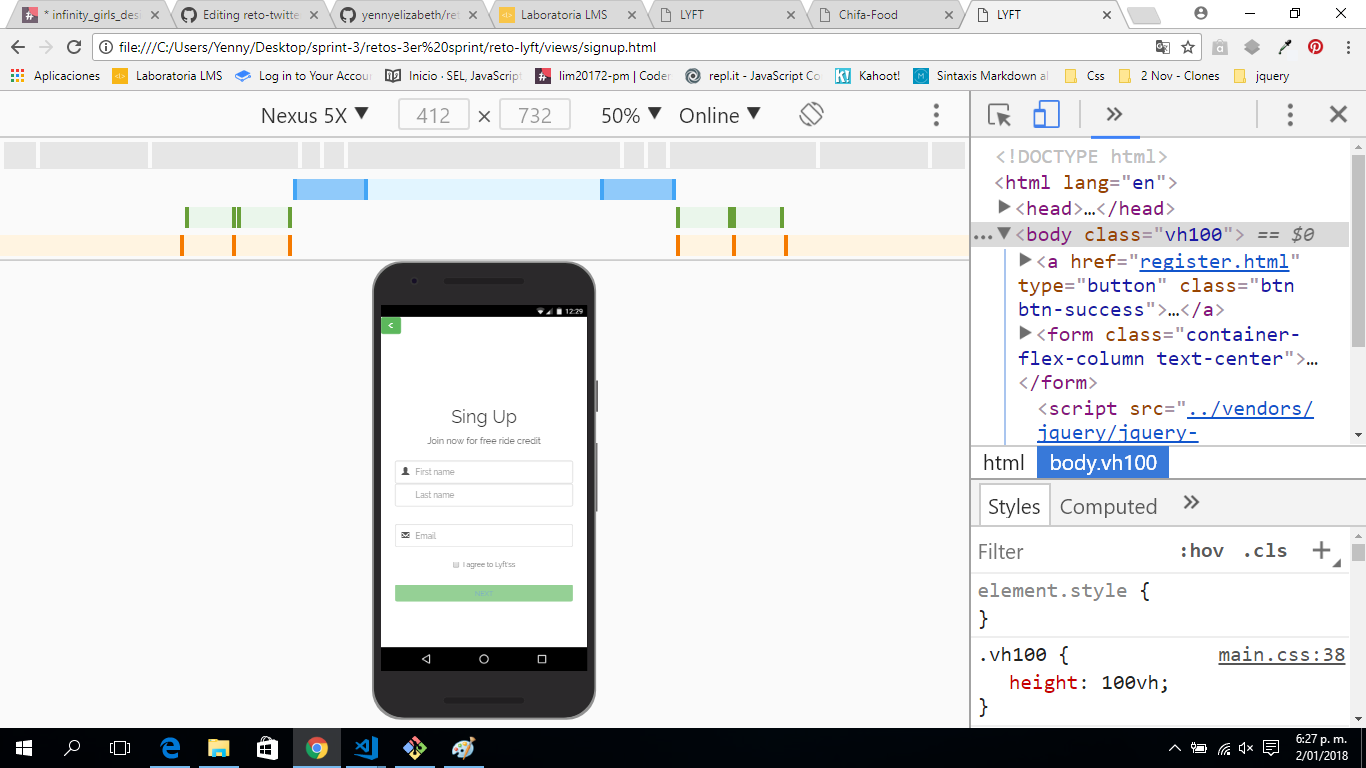 * infinity_girls_des
Editing reto-twitte
yennyelizabeth/re
Laboratoria LMS
LYFT
Chifa-Food
LYFT
file:///C:/Users/Yenny/Desktop/sprint-3/retos-3er%20sprint/reto-lyft/views/signup.html
Aplicaciones
Laboratoria LMS
Log in to Your Accou
Inicio · SEL, JavaScript
lim20172-pm | Coder
repl.it - JavaScript Co
Kahoot!
Sintaxis Markdown al
Css
2 Nov - Clones
jquery
Nexus 5X ▼ 412 × 732 50% ▼ Online ▼
12:29
<
Sing Up
Join now for free ride credit
First name
Last name
Email
I agree to Lyft'ss
NEXT
<!DOCTYPE html>
<html lang="en">
▶<head>…</head>
…▼<body class="vh100"> == $0
▶<a href="register.html"
type="button" class="btn
btn-success">…</a>
▶<form class="container-
flex-column text-center">…
</form>
<script src="../vendors/
jquery/jquery-
html body.vh100
Styles Computed »
Filter :hov .cls +
element.style {
}
.vh100 { main.css:38
height: 100vh;
}
6:27 p. m.
2/01/2018